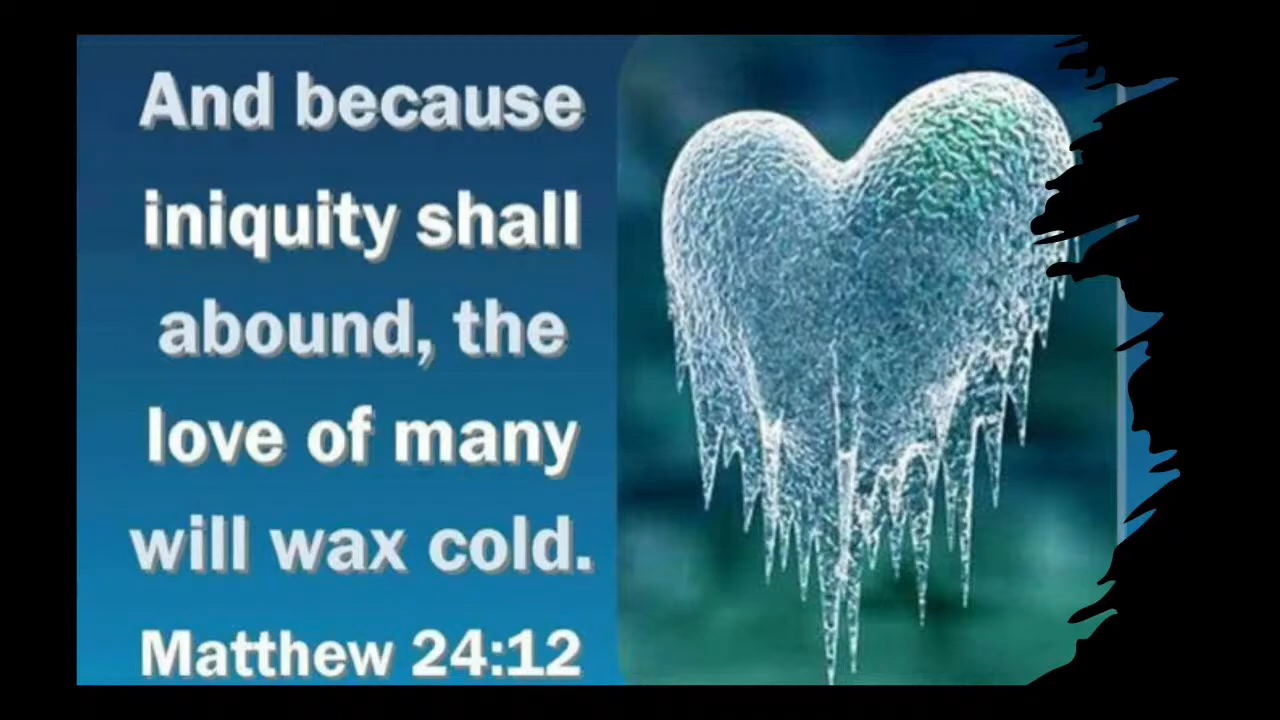 And because
iniquity shall
abound, the
love of many
will wax cold.
Matthew 24:12